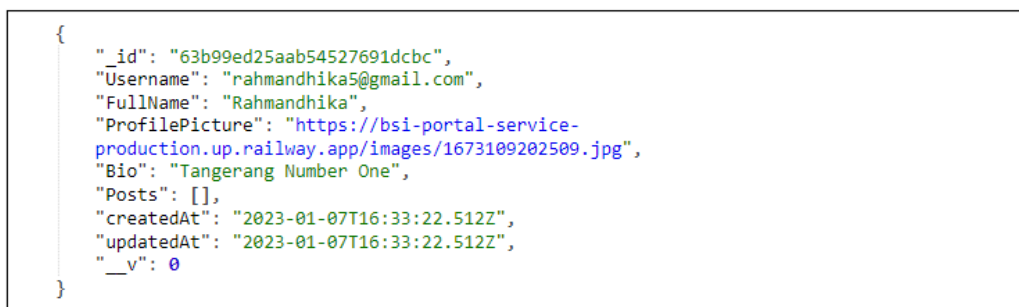 {
"_id": "63b99ed25aab54527691dcbc",
"Username": "rahmandhika5@gmail.com",
"FullName": "Rahmandhika",
"ProfilePicture": "https://bsi-portal-service-
production.up.railway.app/images/1673109202509.jpg",
"Bio": "Tangerang Number One",
"Posts": [],
"createdAt": "2023-01-07T16:33:22.512Z",
"updatedAt": "2023-01-07T16:33:22.512Z",
"__v": 0
}